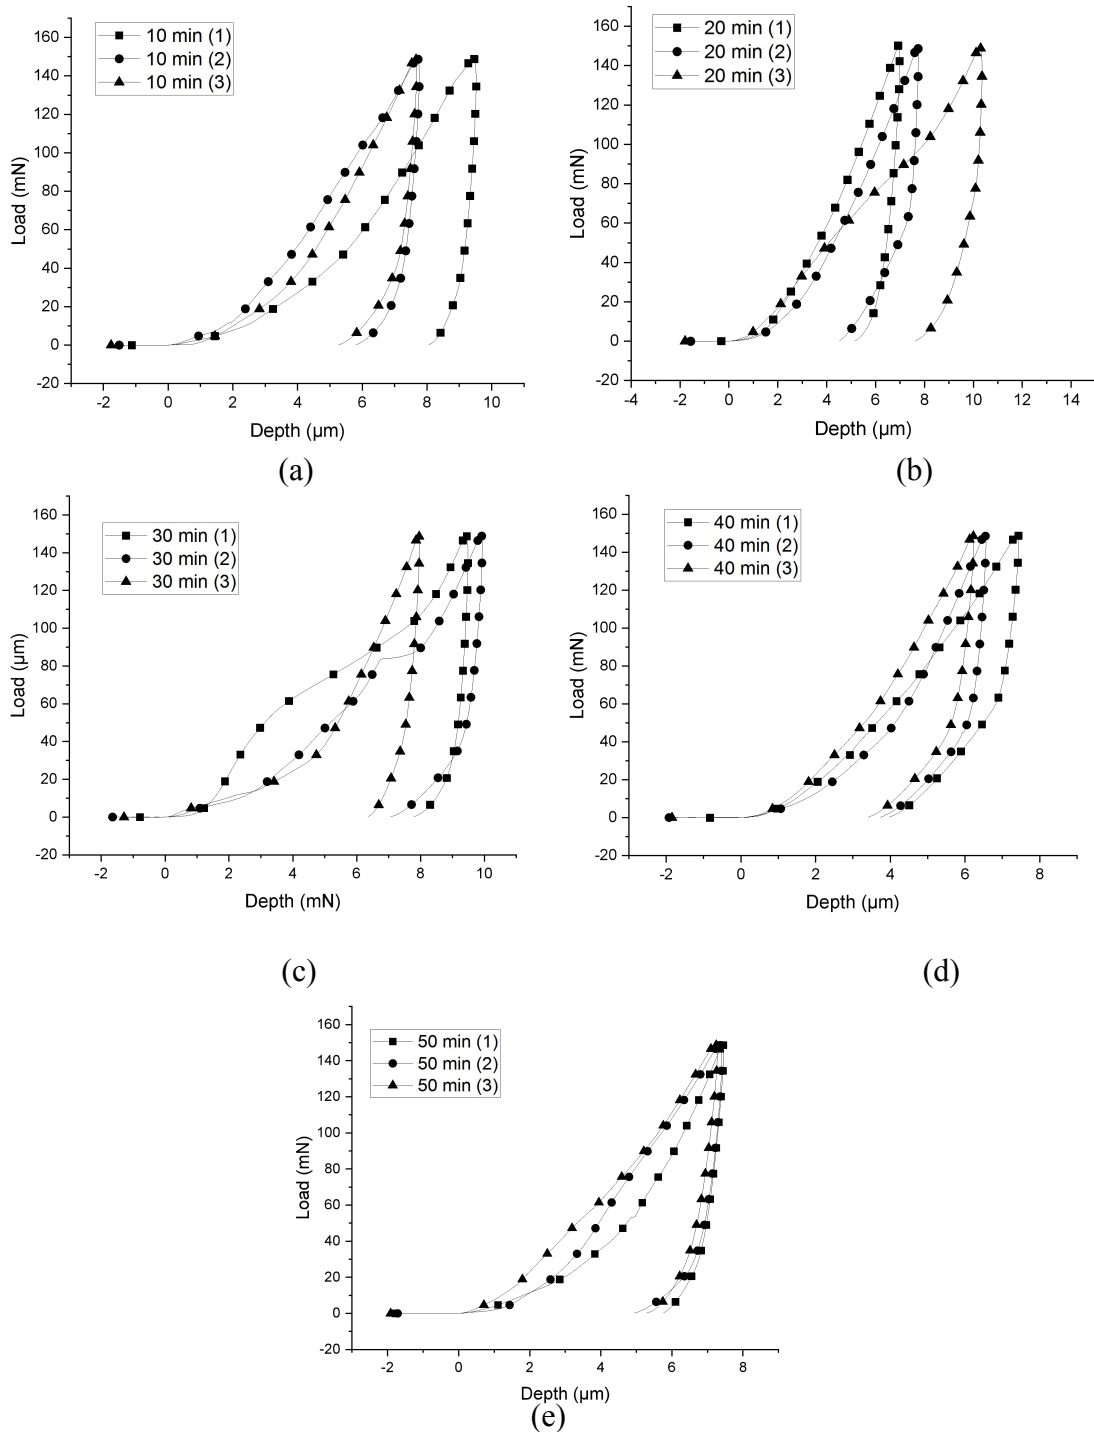 10 min (1)
10 min (2)
10 min (3)
Load (mN)
160
140
120
100
80
60
40
20
0
-20
-2 0 2 4 6 8 10
Depth (µm)
(a)
20 min (1)
20 min (2)
20 min (3)
Load (mN)
160
140
120
100
80
60
40
20
0
-20
-4 -2 0 2 4 6 8 10 12 14
Depth (µm)
(b)
30 min (1)
30 min (2)
30 min (3)
Load (µm)
160
140
120
100
80
60
40
20
0
-20
-2 0 2 4 6 8 10
Depth (mN)
(c)
40 min (1)
40 min (2)
40 min (3)
Load (mN)
160
140
120
100
80
60
40
20
0
-20
-2 0 2 4 6 8
Depth (µm)
(d)
50 min (1)
50 min (2)
50 min (3)
Load (mN)
160
140
120
100
80
60
40
20
0
-20
-2 0 2 4 6 8
Depth (µm)
(e)